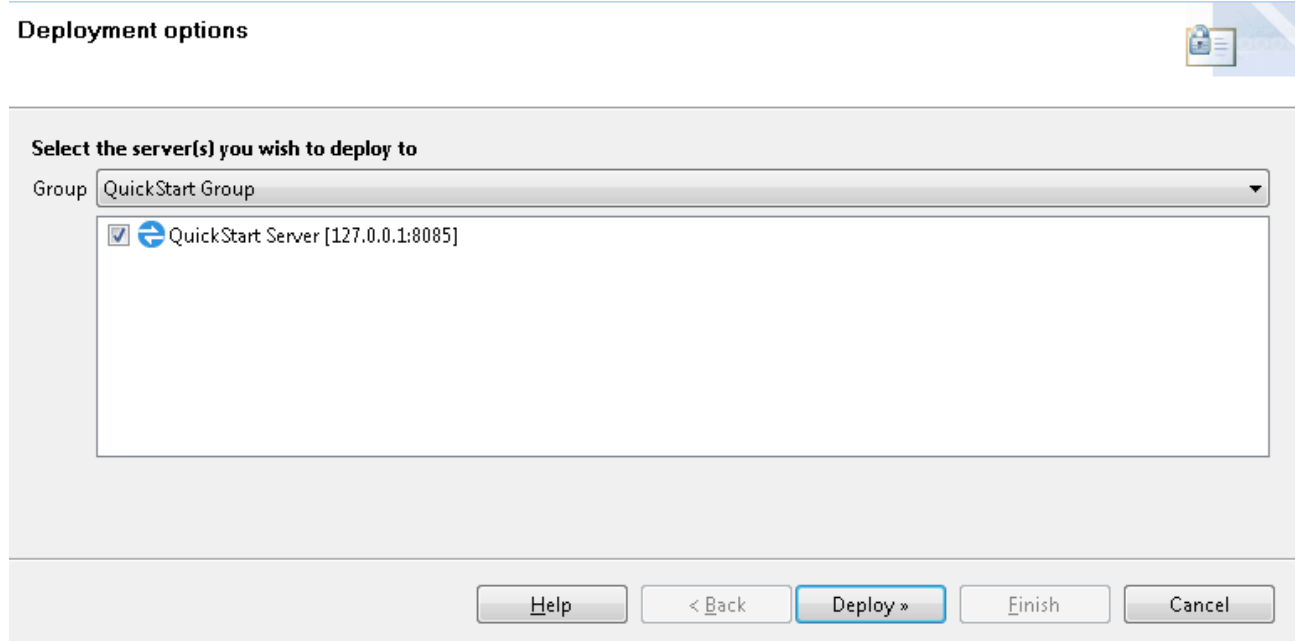 Deployment options
Select the server(s) you wish to deploy to
Group QuickStart Group
QuickStart Server [127.0.0.1:8085]
Help < Back Deploy » Finish Cancel